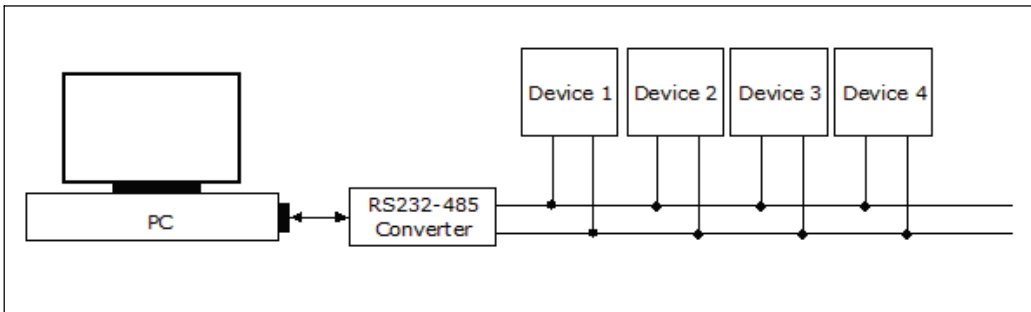 Device 1
Device 2
Device 3
Device 4
PC
RS232-485
Converter